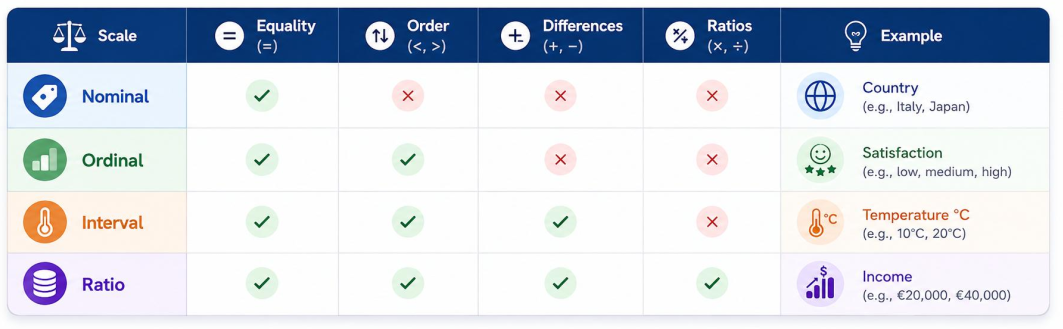 Scale
Equality
(=)
Order
(<, >)
Differences
(+, −)
Ratios
(×, ÷)
Example
Nominal
Country
(e.g., Italy, Japan)
Ordinal
Satisfaction
(e.g., low, medium, high)
Interval
°C
Temperature °C
(e.g., 10°C, 20°C)
Ratio
$
Income
(e.g., €20,000, €40,000)